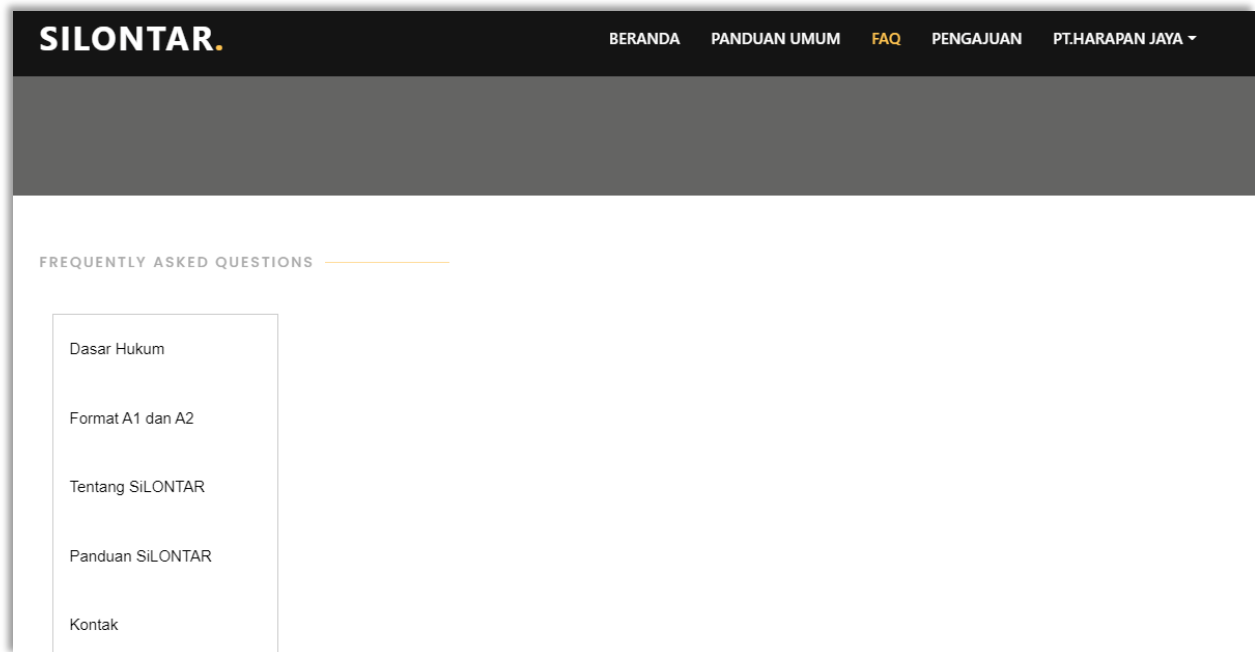 SILONTAR.
BERANDA PANDUAN UMUM FAQ PENGAJUAN PT.HARAPAN JAYA
FREQUENTLY ASKED QUESTIONS
Dasar Hukum
Format A1 dan A2
Tentang SiLONTAR
Panduan SiLONTAR
Kontak